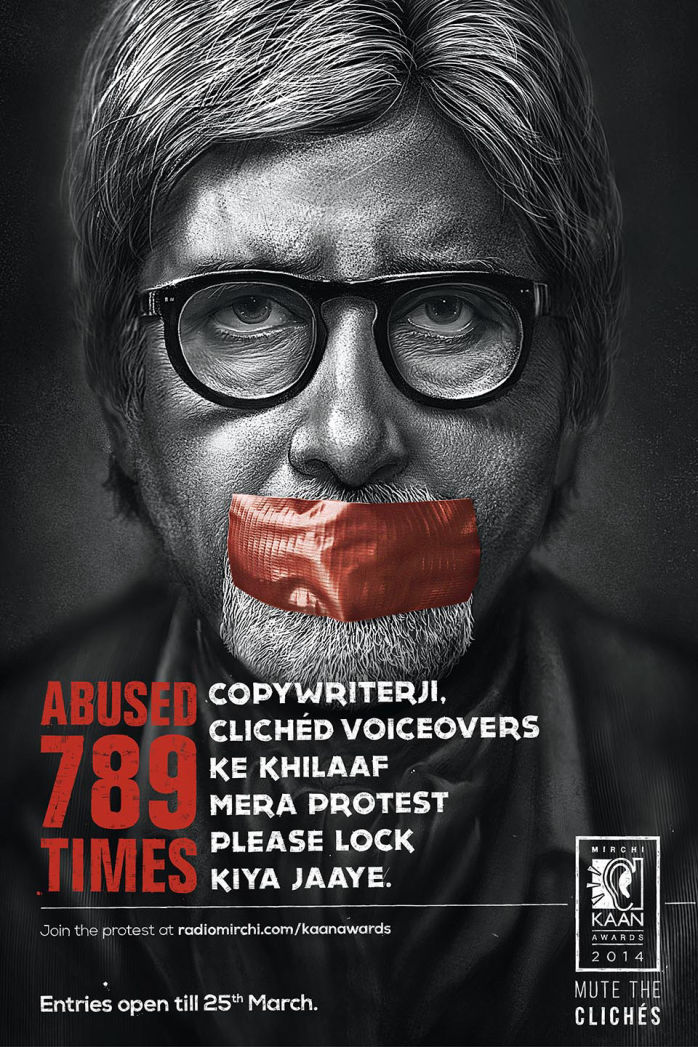 ABUSED
789
TIMES
COPYWRITERJI,
CLICHÉD VOICEOVERS
KE KHILAAF
MERA PROTEST
PLEASE LOCK
KIYA JAAYE.
Join the protest at radiomirchi.com/kaanawards
Entries open till 25th March.
MIRCHI
KAAN
AWARDS
2014
MUTE THE
CLICHÉS